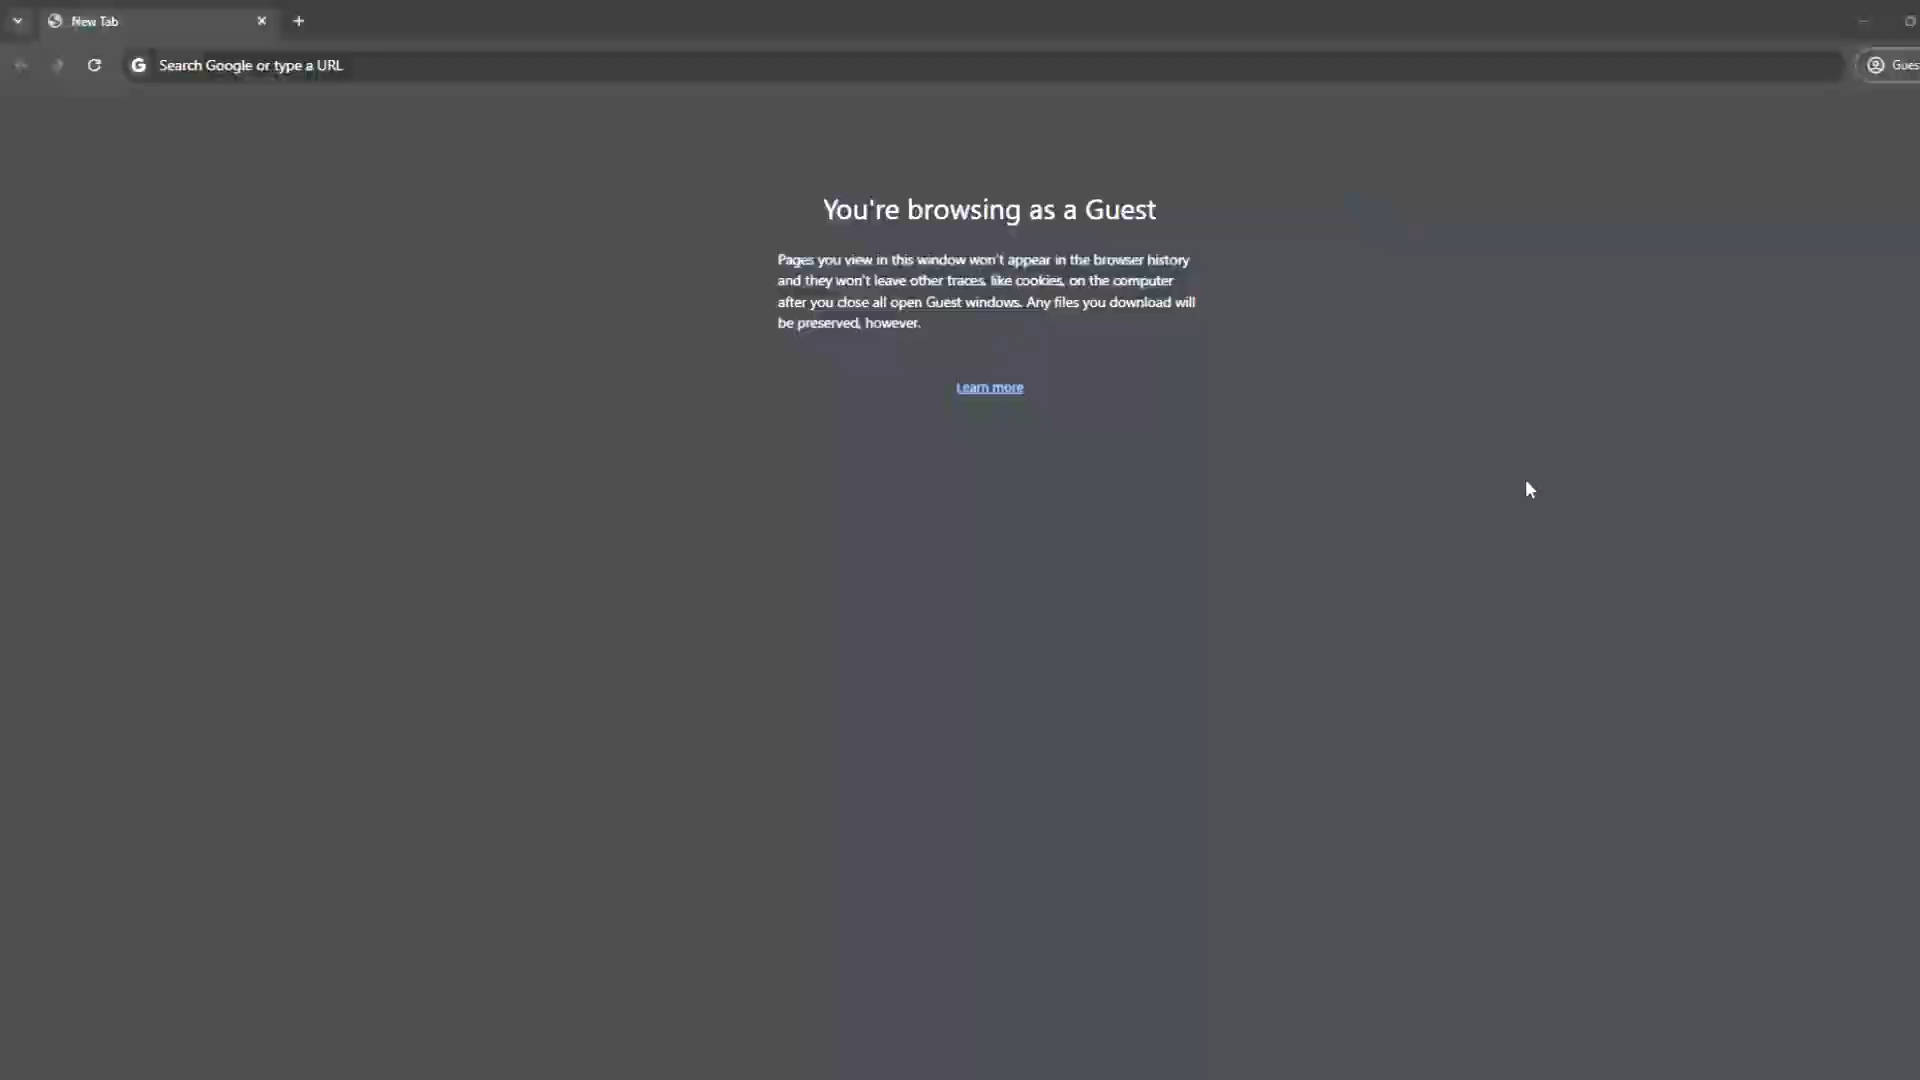 New Tab
Search Google or type a URL
You're browsing as a Guest
Pages you view in this window won't appear in the browser history
and they won't leave other traces, like cookies, on the computer
after you close all open Guest windows. Any files you download will
be preserved, however.
Learn more